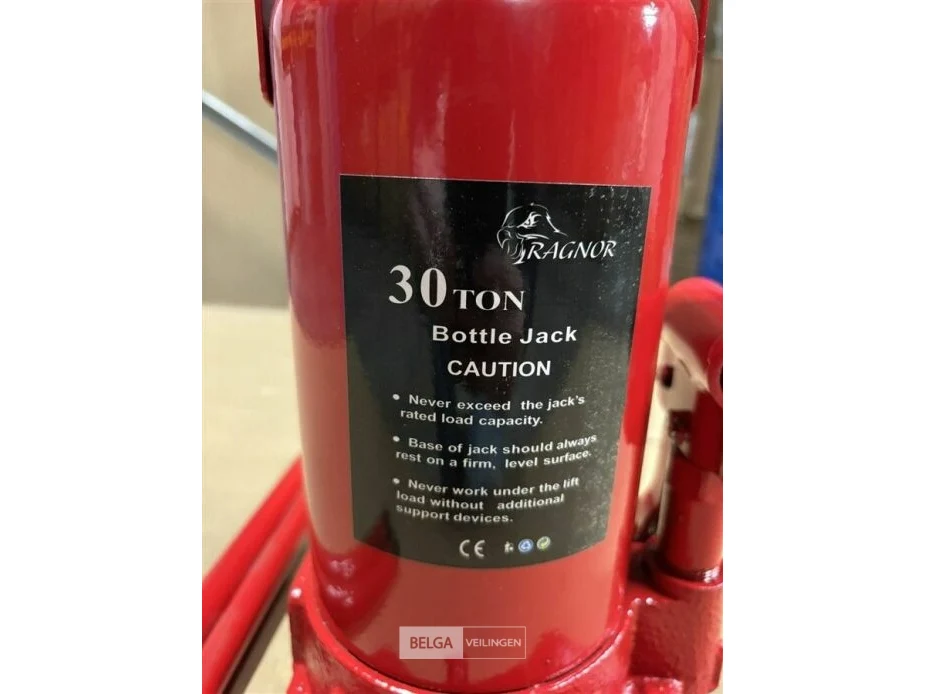 RAGNOR
30 TON
Bottle Jack
CAUTION
• Never exceed the jack's
rated load capacity.
• Base of jack should always
rest on a firm, level surface.
• Never work under the lift
load without additional
support devices.
CE
BELGA VEILINGEN